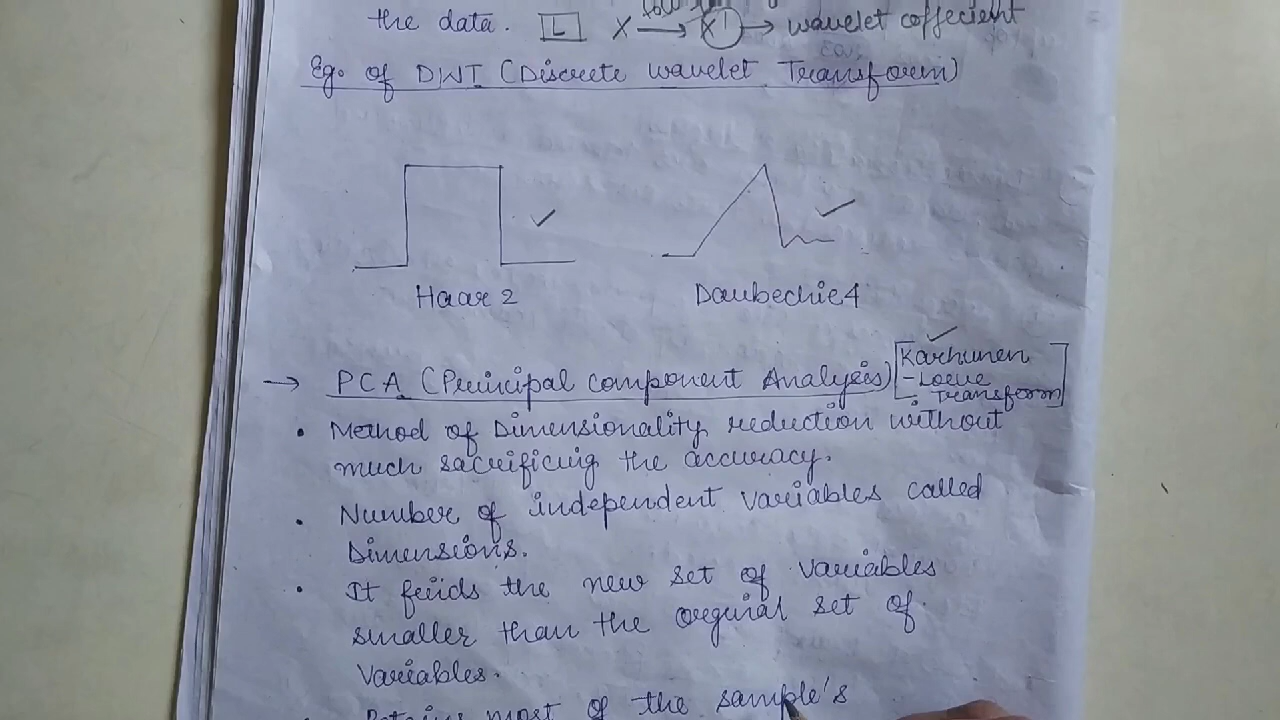 the data. L X → X' → wavelet coffecient
Eg. of DWT (Discrete wavelet Transform)
Haar 2
Daubechie4
→ PCA (Principal component Analysis) [Karhunen
- Loeve
Transform]
• Method of Dimensionality reduction without
much sacrificing the accuracy.
• Number of independent variables called
Dimensions.
• It finds the new set of variables
smaller than the original set of
variables.
most of the sample's